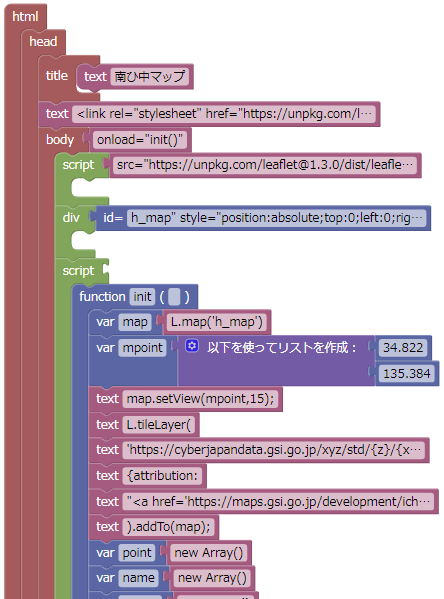 html
head
title text 南ひ中マップ
text <link rel="stylesheet" href="https://unpkg.com/l…
body onload="init()"
script src="https://unpkg.com/leaflet@1.3.0/dist/leafle…
div id= h_map" style="position:absolute;top:0;left:0;rig…
script
function init ( )
var map L.map('h_map')
var mpoint 以下を使ってリストを作成： 34.822
135.384
text map.setView(mpoint,15);
text L.tileLayer(
text 'https://cyberjapandata.gsi.go.jp/xyz/std/{z}/{x…
text {attribution:
text "<a href='https://maps.gsi.go.jp/development/ich…
text ).addTo(map);
var point new Array()
var name new Array()